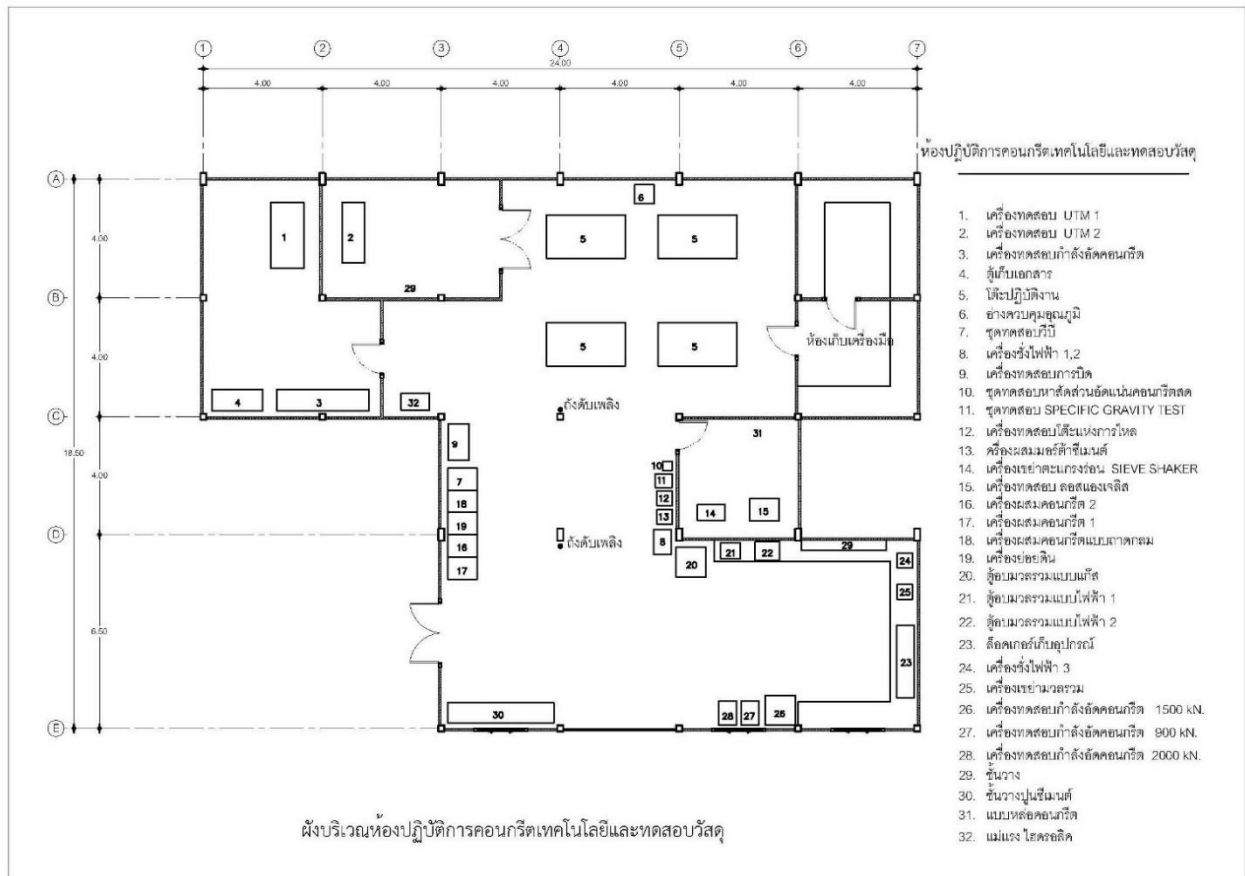 1 2 3 4 5 6 7
24.00
4.00 4.00 4.00 4.00 4.00 4.00
ห้องปฏิบัติการคอนกรีตเทคโนโลยีและทดสอบวัสดุ
A
B
C
D
E
4.00
4.00
4.00
6.50
18.50
1
2
6
5
5
29
5
5
ห้องเก็บเครื่องมือ
4
3
32
ถังดับเพลิง
9
31
7
10
11
18
12
14
15
19
13
16
ถังดับเพลิง
8
21
22
29
17
20
24
25
23
30
28
27
26
1. เครื่องทดสอบ UTM 1
2. เครื่องทดสอบ UTM 2
3. เครื่องทดสอบกำลังอัดคอนกรีต
4. ตู้เก็บเอกสาร
5. โต๊ะปฏิบัติงาน
6. อ่างควบคุมอุณภูมิ
7. ชุดทดสอบวีบี
8. เครื่องชั่งไฟฟ้า 1,2
9. เครื่องทดสอบการบิด
10. ชุดทดสอบหาสัดส่วนอัดแน่นคอนกรีตสด
11. ชุดทดสอบ SPECIFIC GRAVITY TEST
12. เครื่องทดสอบโต๊ะแห่งการไหล
13. ครื่องผสมมอร์ต้าซีเมนต์
14. เครื่องเขย่าตะแกรงร่อน SIEVE SHAKER
15. เครื่องทดสอบ ลอสแองเจลิส
16. เครื่องผสมคอนกรีต 2
17. เครื่องผสมคอนกรีต 1
18. เครื่องผสมคอนกรีตแบบถาดกลม
19. เครื่องย่อยดิน
20. ตู้อบมวลรวมแบบแก๊ส
21. ตู้อบมวลรวมแบบไฟฟ้า 1
22. ตู้อบมวลรวมแบบไฟฟ้า 2
23. ล็อคเกอร์เก็บอุปกรณ์
24. เครื่องชั่งไฟฟ้า 3
25. เครื่องเขย่ามวลรวม
26. เครื่องทดสอบกำลังอัดคอนกรีต 1500 kN.
27. เครื่องทดสอบกำลังอัดคอนกรีต 900 kN.
28. เครื่องทดสอบกำลังอัดคอนกรีต 2000 kN.
29. ชั้นวาง
30. ชั้นวางปูนซีเมนต์
31. แบบหล่อคอนกรีต
32. แม่แรง ไฮดรอลิค
ผังบริเวณห้องปฏิบัติการคอนกรีตเทคโนโลยีและทดสอบวัสดุ